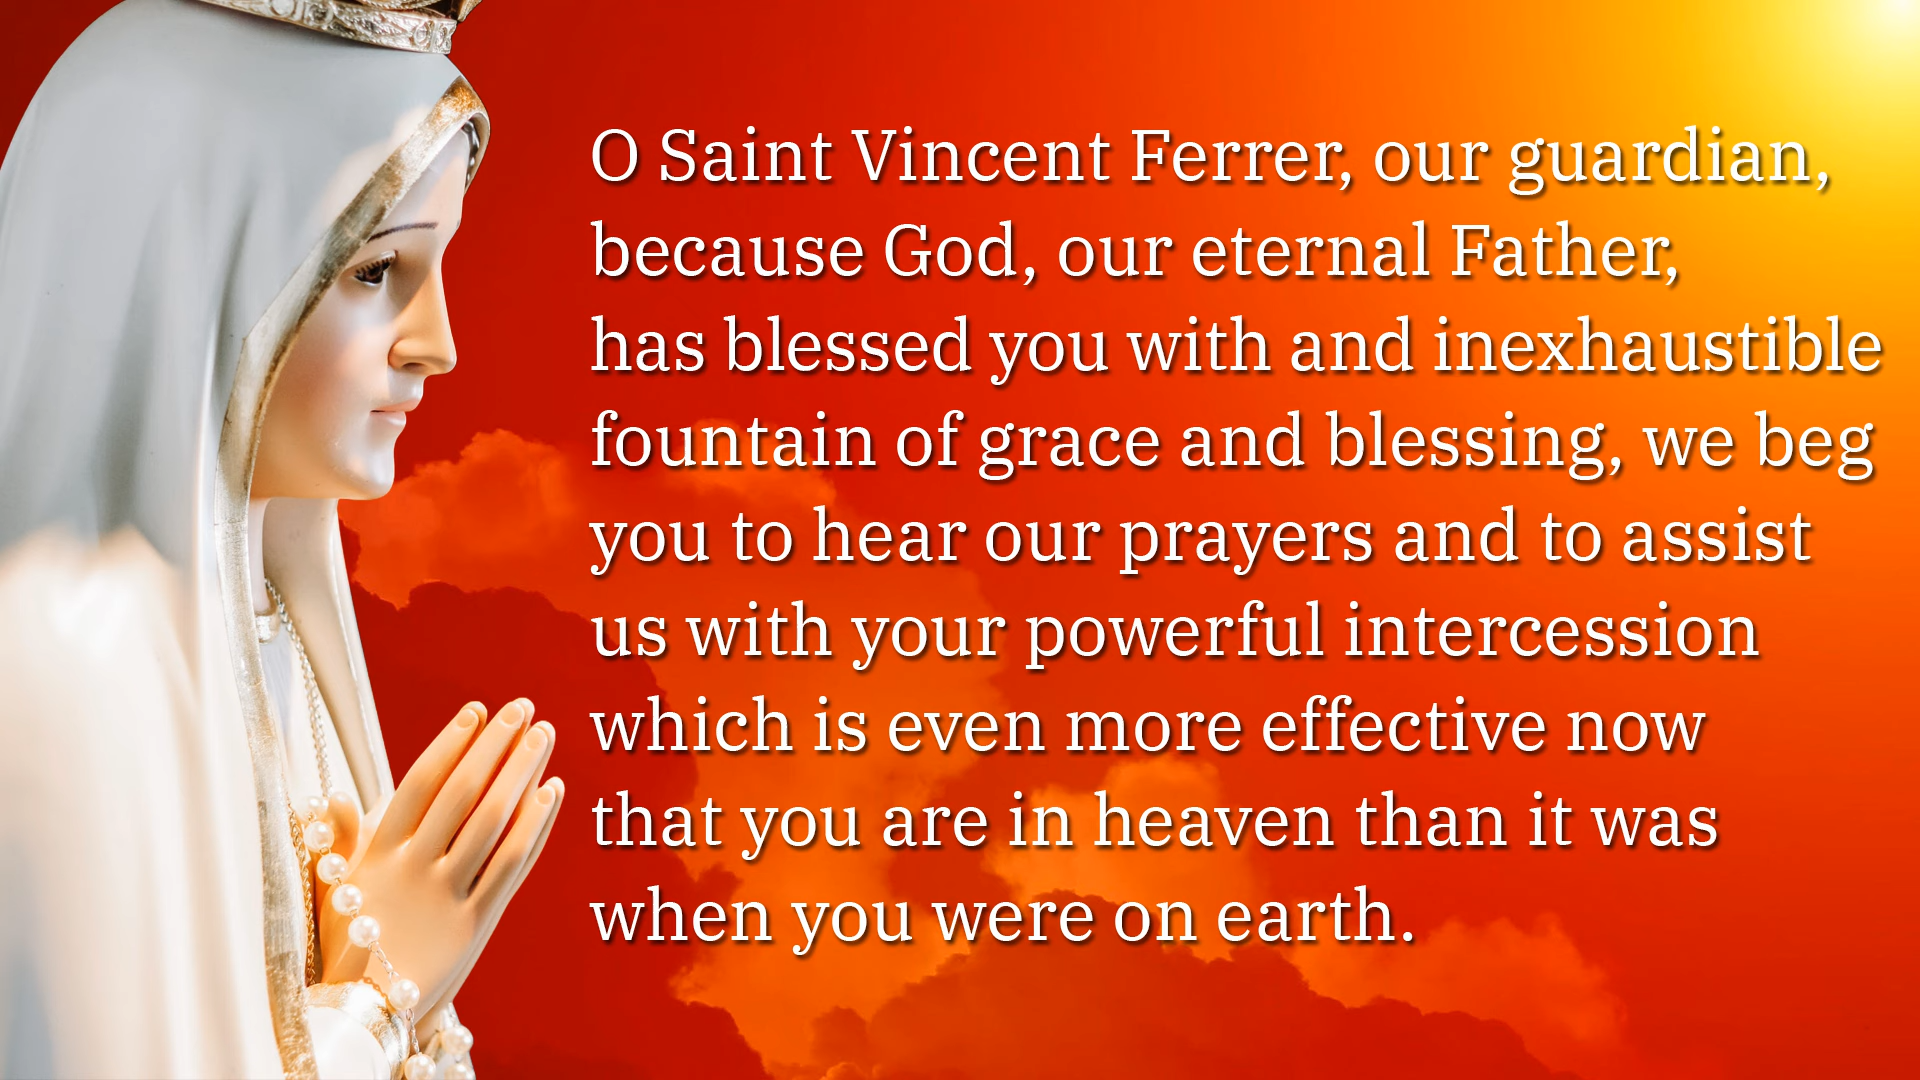 O Saint Vincent Ferrer, our guardian,
because God, our eternal Father,
has blessed you with and inexhaustible
fountain of grace and blessing, we beg
you to hear our prayers and to assist
us with your powerful intercession
which is even more effective now
that you are in heaven than it was
when you were on earth.